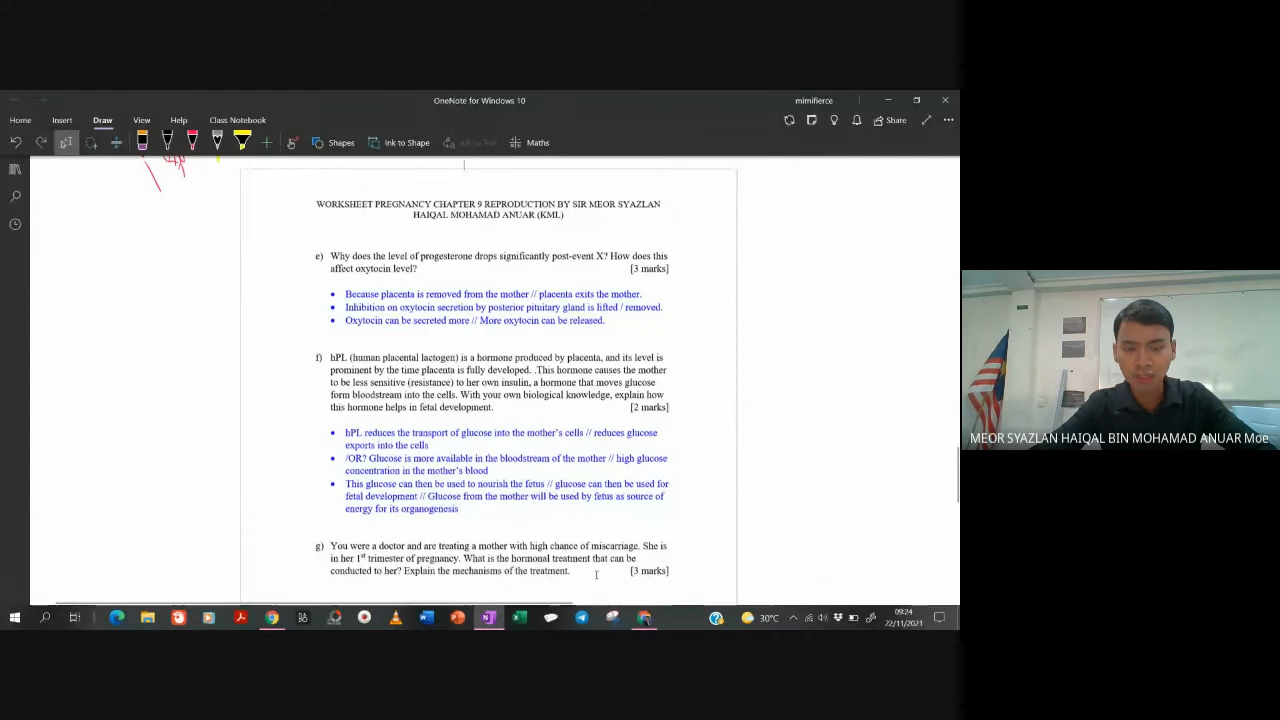 OneNote for Windows 10
mimifierce
Home Insert Draw View Help Class Notebook
Share
Shapes Ink to Shape Ink to Text Maths
WORKSHEET PREGNANCY CHAPTER 9 REPRODUCTION BY SIR MEOR SYAZLAN
HAIQAL MOHAMAD ANUAR (KML)
e) Why does the level of progesterone drops significantly post-event X? How does this
affect oxytocin level? [3 marks]
• Because placenta is removed from the mother // placenta exits the mother.
• Inhibition on oxytocin secretion by posterior pituitary gland is lifted / removed.
• Oxytocin can be secreted more // More oxytocin can be released.
f) hPL (human placental lactogen) is a hormone produced by placenta, and its level is
prominent by the time placenta is fully developed. .This hormone causes the mother
to be less sensitive (resistance) to her own insulin, a hormone that moves glucose
form bloodstream into the cells. With your own biological knowledge, explain how
this hormone helps in fetal development. [2 marks]
• hPL reduces the transport of glucose into the mother's cells // reduces glucose
exports into the cells
• /OR? Glucose is more available in the bloodstream of the mother // high glucose
concentration in the mother's blood
• This glucose can then be used to nourish the fetus // glucose can then be used for
fetal development // Glucose from the mother will be used by fetus as source of
energy for its organogenesis
g) You were a doctor and are treating a mother with high chance of miscarriage. She is
in her 1st trimester of pregnancy. What is the hormonal treatment that can be
conducted to her? Explain the mechanisms of the treatment. [3 marks]
MEOR SYAZLAN HAIQAL BIN MOHAMAD ANUAR Moe
30°C
09:24
22/11/2021